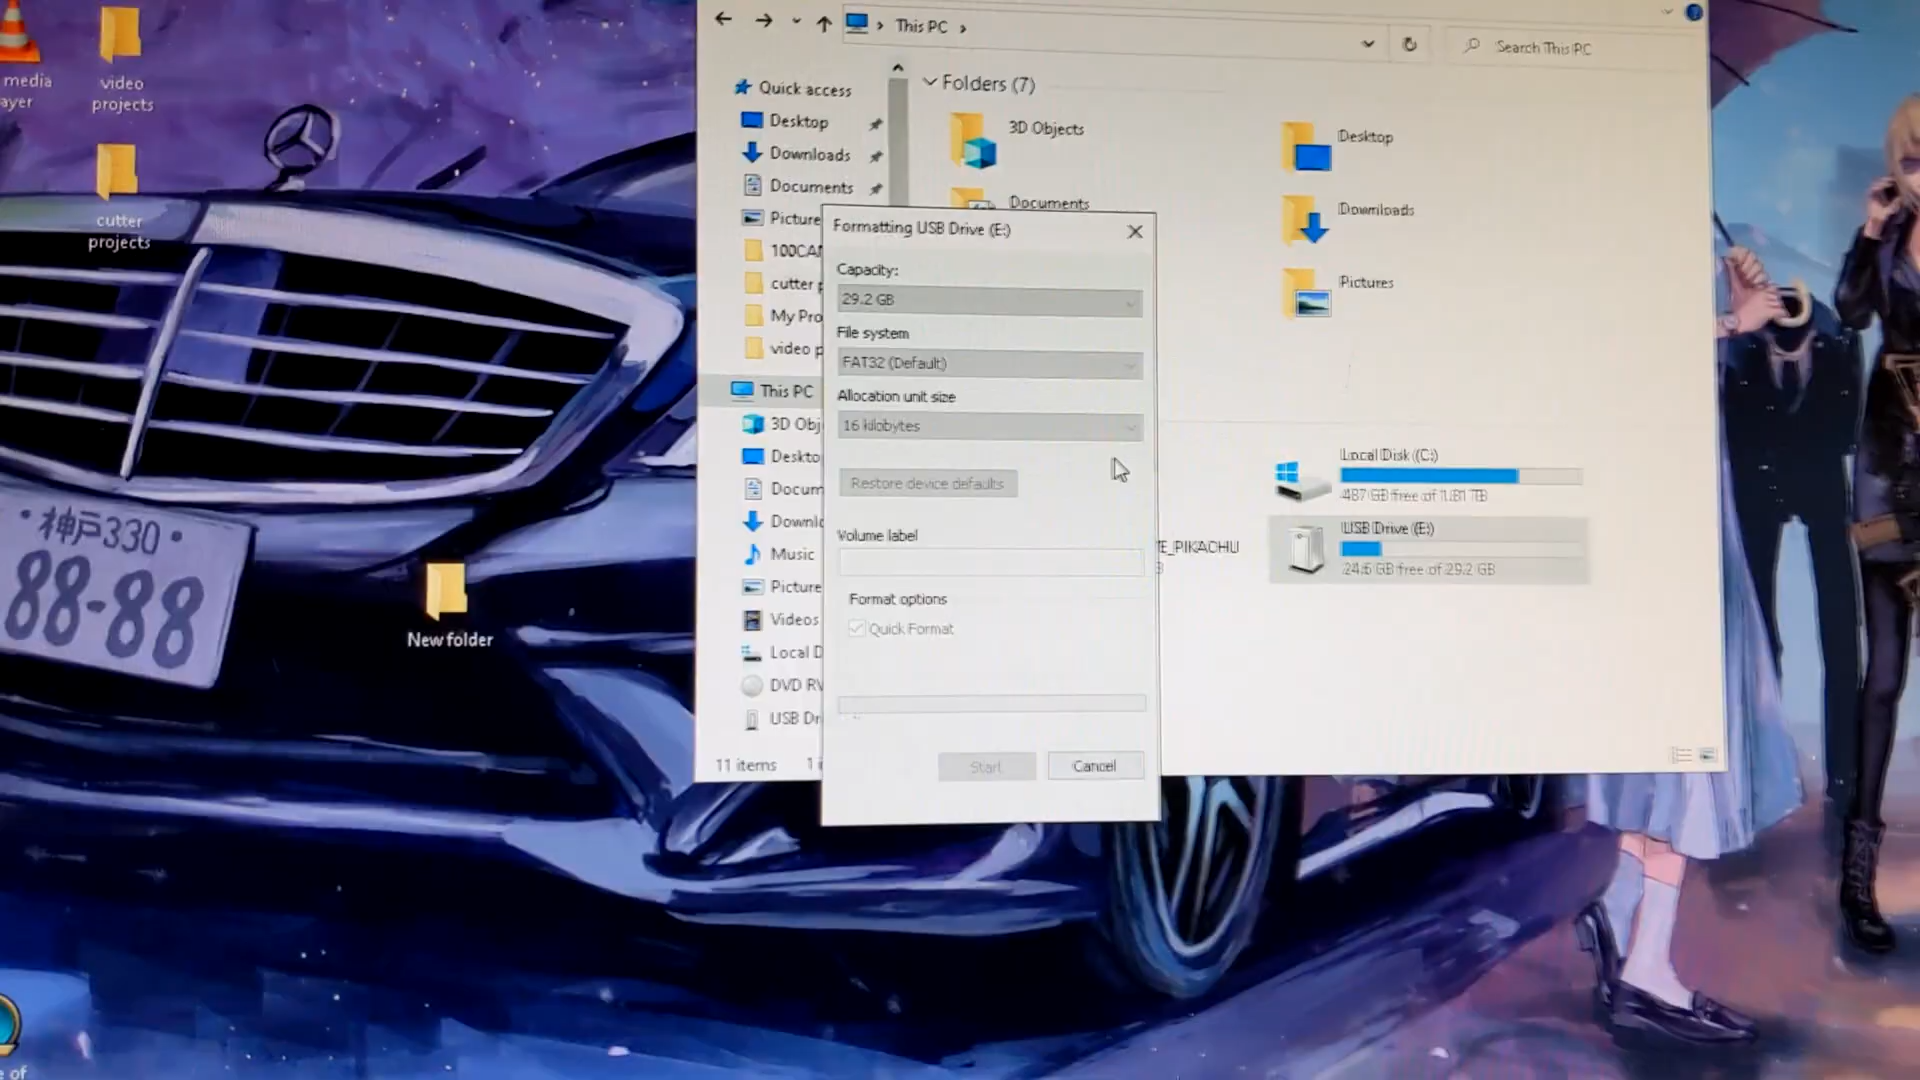 media
ayer
video
projects
cutter
projects
・神戸330・
88-88
New folder
e of
This PC
Search This PC
Quick access
Desktop
Downloads
Documents
Picture
100CA
cutter p
My Pro
video p
This PC
3D Obj
Deskto
Docum
Downlo
Music
Picture
Videos
Local D
DVD RV
USB Dri
11 items
Folders (7)
3D Objects
Desktop
Documents
Downloads
Pictures
Formatting USB Drive (E:)
Capacity:
29.2 GB
File system
FAT32 (Default)
Allocation unit size
16 kilobytes
Restore device defaults
Volume label
Format options
Quick Format
Start
Cancel
E_PIKACHU
Local Disk (C:)
487 GB free of 1.81 TB
USB Drive (E:)
24.6 GB free of 29.2 GB